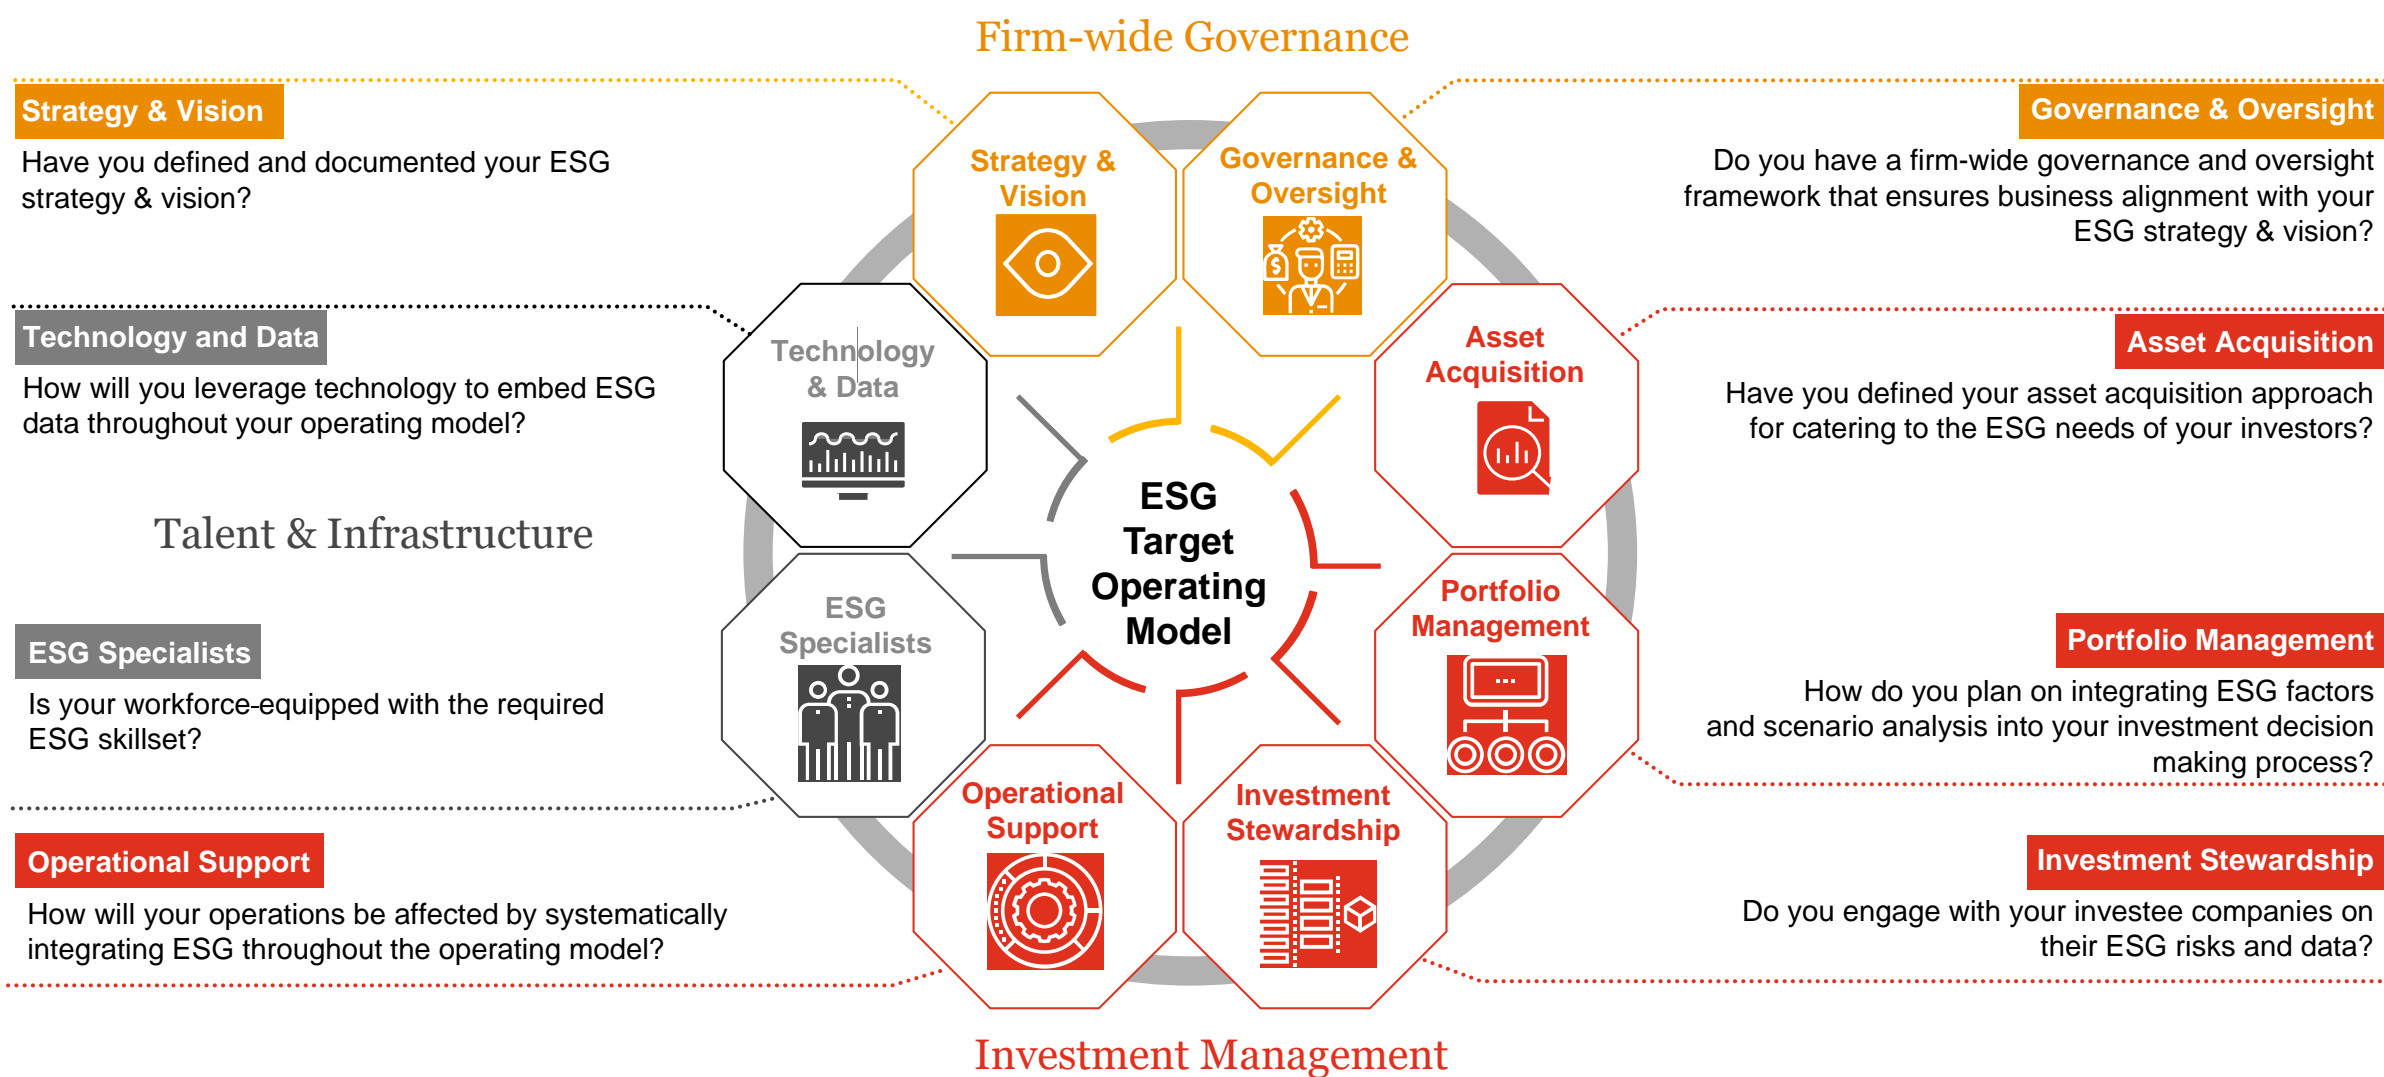 Firm-wide Governance
Strategy & Vision
Have you defined and documented your ESG
strategy & vision?
Technology and Data
How will you leverage technology to embed ESG
data throughout your operating model?
Talent & Infrastructure
ESG Specialists
Is your workforce-equipped with the required
ESG skillset?
Operational Support
How will your operations be affected by systematically
integrating ESG throughout the operating model?
Strategy &
Vision
Governance &
Oversight
Technology
& Data
Asset
Acquisition
ESG
Target
Operating
Model
ESG
Specialists
Portfolio
Management
Operational
Support
Investment
Stewardship
Governance & Oversight
Do you have a firm-wide governance and oversight
framework that ensures business alignment with your
ESG strategy & vision?
Asset Acquisition
Have you defined your asset acquisition approach
for catering to the ESG needs of your investors?
Portfolio Management
How do you plan on integrating ESG factors
and scenario analysis into your investment decision
making process?
Investment Stewardship
Do you engage with your investee companies on
their ESG risks and data?
Investment Management